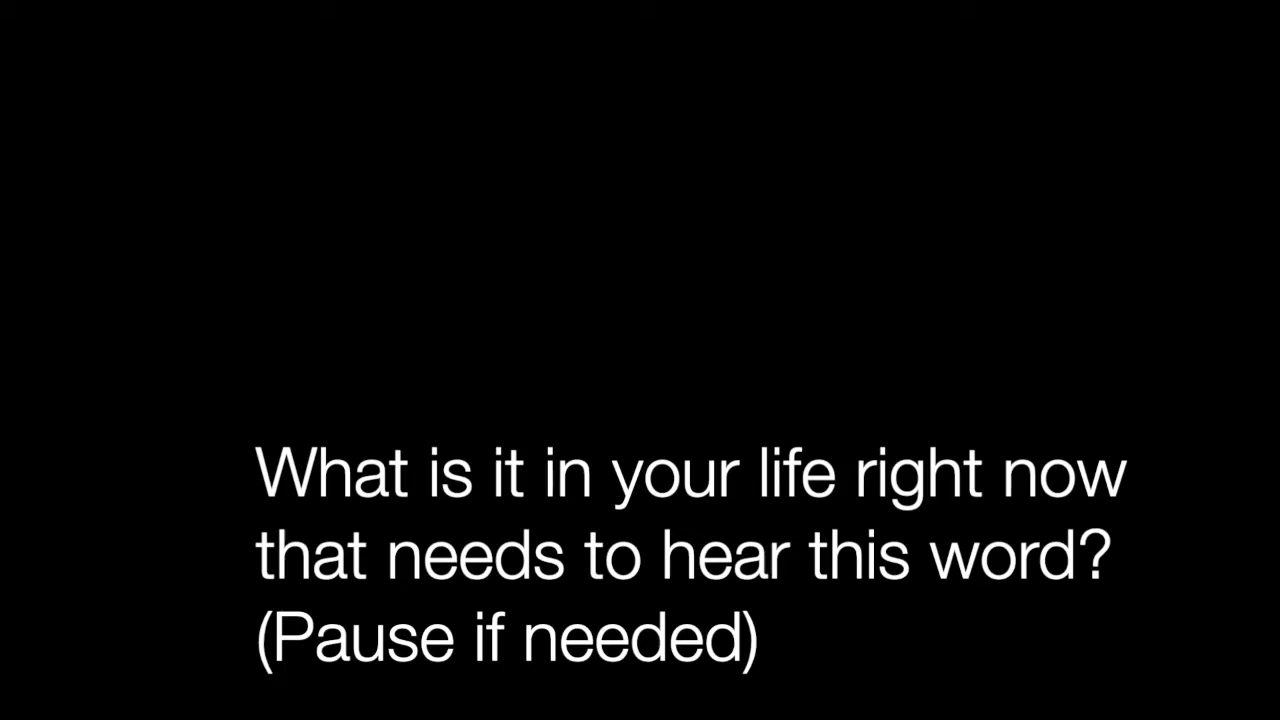 What is it in your life right now
that needs to hear this word?
(Pause if needed)